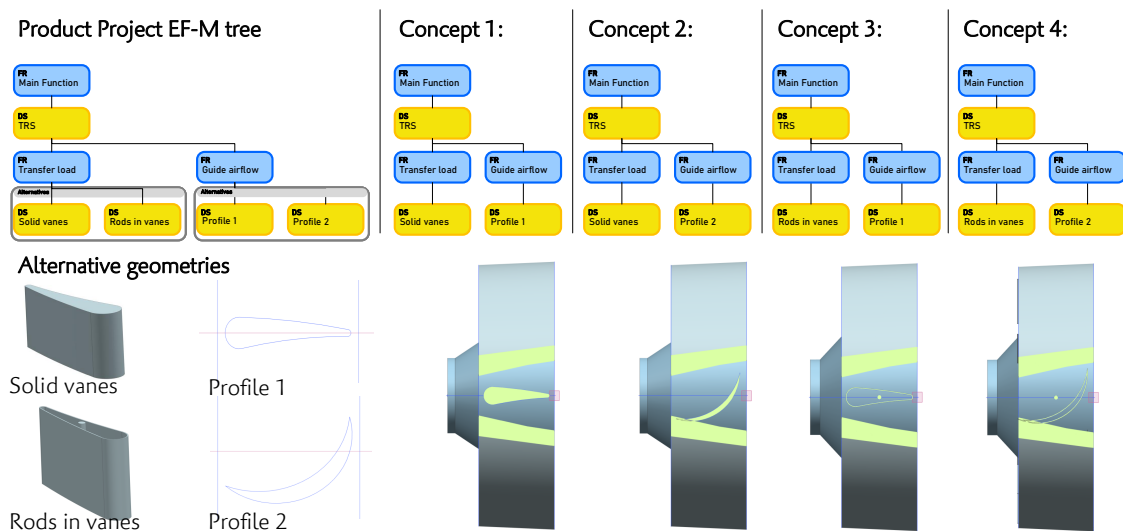 Product Project EF-M tree
Concept 1:
Concept 2:
Concept 3:
Concept 4:
FR
Main Function
DS
TRS
FR
Transfer load
FR
Guide airflow
Alternatives
Alternatives
DS
Solid vanes
DS
Rods in vanes
DS
Profile 1
DS
Profile 2
FR
Main Function
DS
TRS
FR
Transfer load
FR
Guide airflow
DS
Solid vanes
DS
Profile 1
FR
Main Function
DS
TRS
FR
Transfer load
FR
Guide airflow
DS
Solid vanes
DS
Profile 2
FR
Main Function
DS
TRS
FR
Transfer load
FR
Guide airflow
DS
Rods in vanes
DS
Profile 1
FR
Main Function
DS
TRS
FR
Transfer load
FR
Guide airflow
DS
Rods in vanes
DS
Profile 2
Alternative geometries
Solid vanes
Profile 1
Rods in vanes
Profile 2